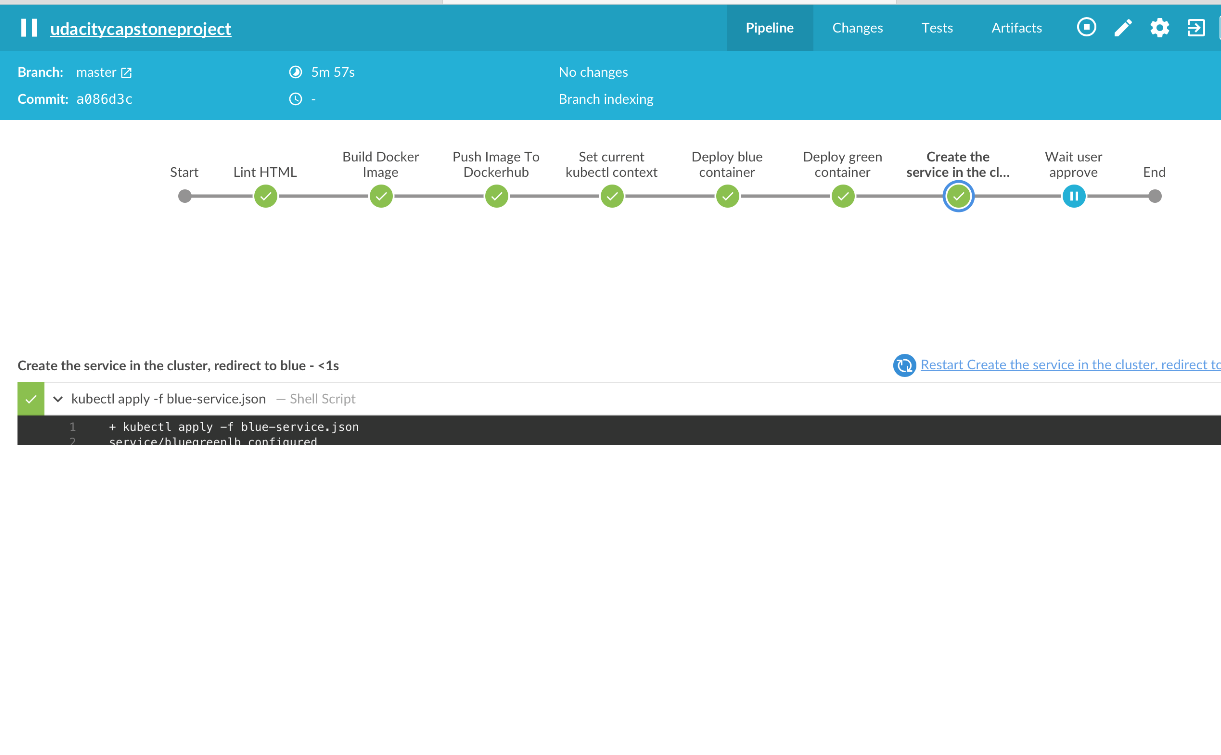 udacitycapstoneproject
Pipeline
Changes
Tests
Artifacts
Branch: master
5m 57s
No changes
Commit: a086d3c
-
Branch indexing
Start
Lint HTML
Build Docker
Image
Push Image To
Dockerhub
Set current
kubectl context
Deploy blue
container
Deploy green
container
Create the
service in the cl...
Wait user
approve
End
Create the service in the cluster, redirect to blue - <1s
Restart Create the service in the cluster, redirect to
kubectl apply -f blue-service.json — Shell Script
1 + kubectl apply -f blue-service.json
2 service/bluegreenlb configured